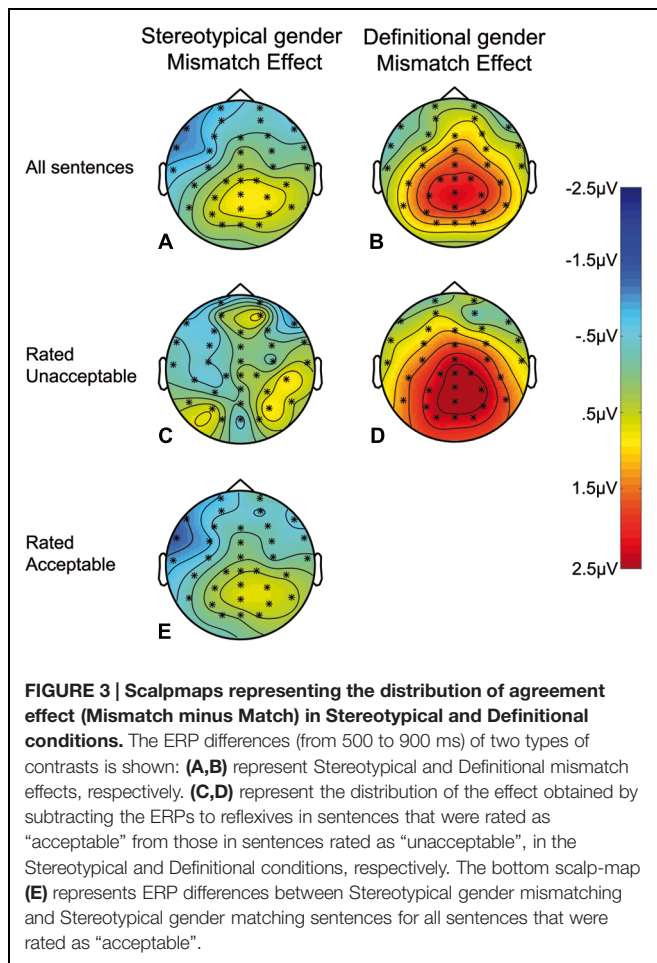 Stereotypical gender
Mismatch Effect
Definitional gender
Mismatch Effect
All sentences
A
B
Rated
Unacceptable
C
D
Rated
Acceptable
E
-2.5µV
-1.5µV
-.5µV
.5µV
1.5µV
2.5µV
FIGURE 3 | Scalpmaps representing the distribution of agreement
effect (Mismatch minus Match) in Stereotypical and Definitional
conditions. The ERP differences (from 500 to 900 ms) of two types of
contrasts is shown: (A,B) represent Stereotypical and Definitional mismatch
effects, respectively. (C,D) represent the distribution of the effect obtained by
subtracting the ERPs to reflexives in sentences that were rated as
“acceptable” from those in sentences rated as “unacceptable”, in the
Stereotypical and Definitional conditions, respectively. The bottom scalp-map
(E) represents ERP differences between Stereotypical gender mismatching
and Stereotypical gender matching sentences for all sentences that were
rated as “acceptable”.